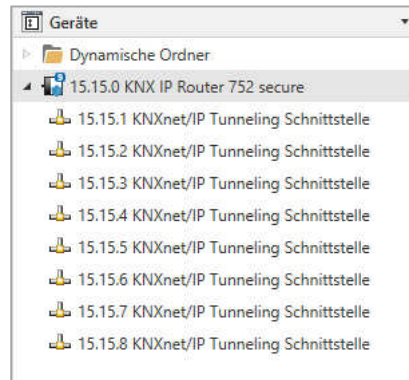 Geräte
Dynamische Ordner
15.15.0 KNX IP Router 752 secure
15.15.1 KNXnet/IP Tunneling Schnittstelle
15.15.2 KNXnet/IP Tunneling Schnittstelle
15.15.3 KNXnet/IP Tunneling Schnittstelle
15.15.4 KNXnet/IP Tunneling Schnittstelle
15.15.5 KNXnet/IP Tunneling Schnittstelle
15.15.6 KNXnet/IP Tunneling Schnittstelle
15.15.7 KNXnet/IP Tunneling Schnittstelle
15.15.8 KNXnet/IP Tunneling Schnittstelle